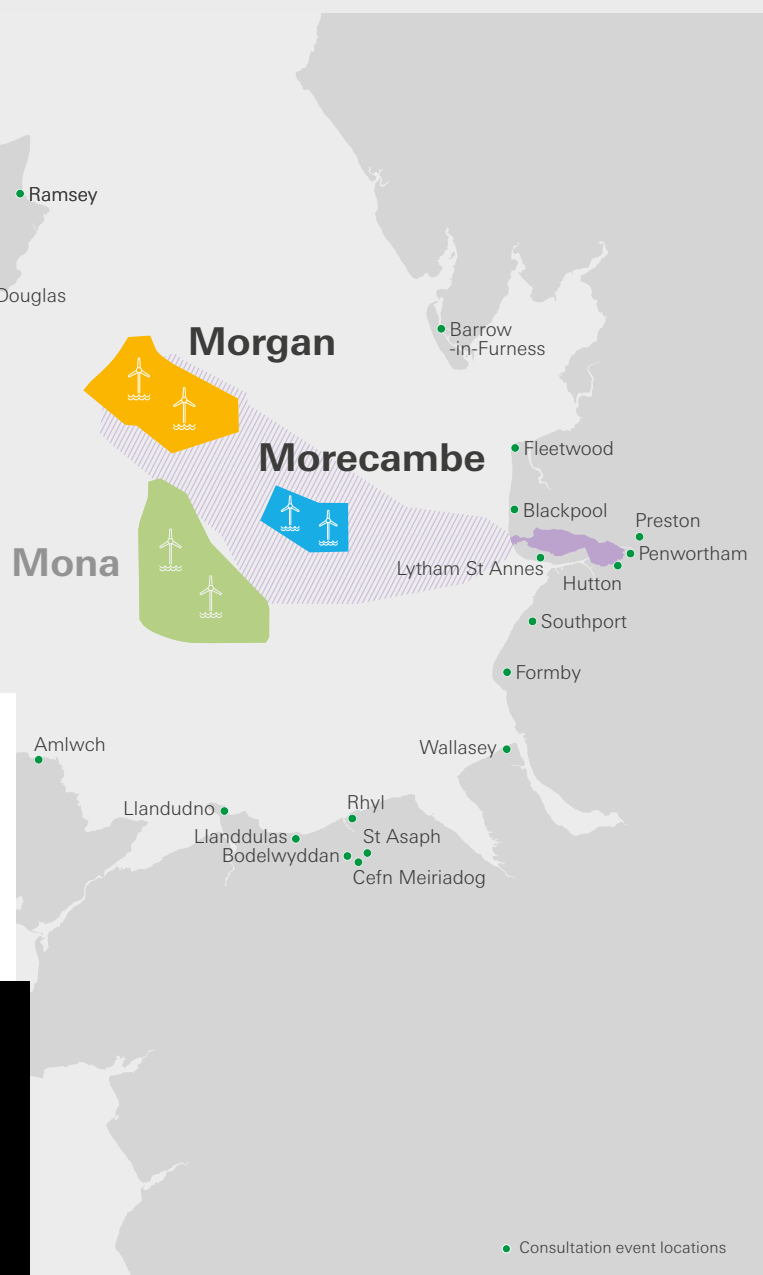 Ramsey
Douglas
Morgan
Barrow
-in-Furness
Fleetwood
Morecambe
Blackpool
Preston
Mona
Penwortham
Lytham St Annes
Hutton
Southport
Formby
Amlwch
Wallasey
Llandudno
Rhyl
Llanddulas
St Asaph
Bodelwyddan
Cefn Meiriadog
Consultation event locations